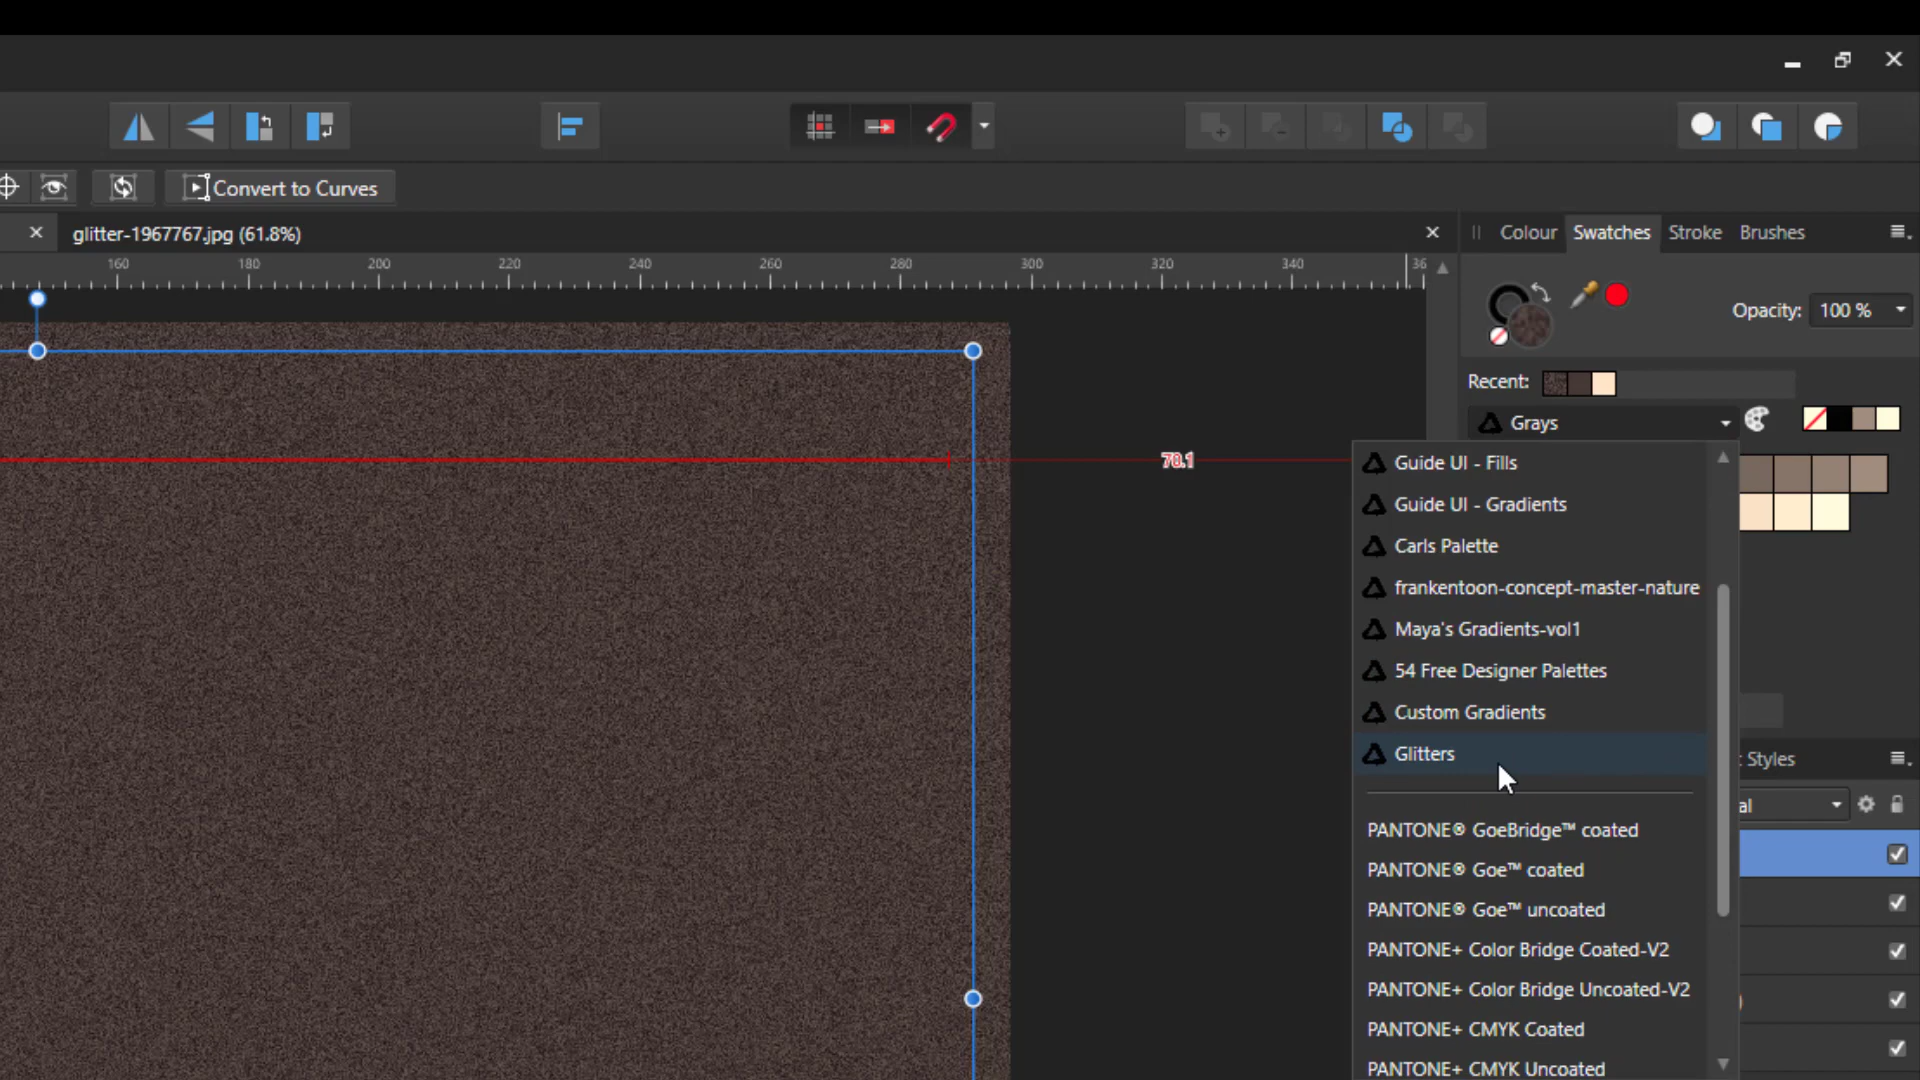 Convert to Curves
glitter-1967767.jpg (61.8%)
Colour Swatches Stroke Brushes
160 180 200 220 240 260 280 300 320 340 36
Opacity: 100 %
Recent:
Grays
78.1
Guide UI - Fills
Guide UI - Gradients
Carls Palette
frankentoon-concept-master-nature
Maya's Gradients-vol1
54 Free Designer Palettes
Custom Gradients
Glitters
Styles
al
PANTONE® GoeBridge™ coated
PANTONE® Goe™ coated
PANTONE® Goe™ uncoated
PANTONE+ Color Bridge Coated-V2
PANTONE+ Color Bridge Uncoated-V2
PANTONE+ CMYK Coated
PANTONE+ CMYK Uncoated